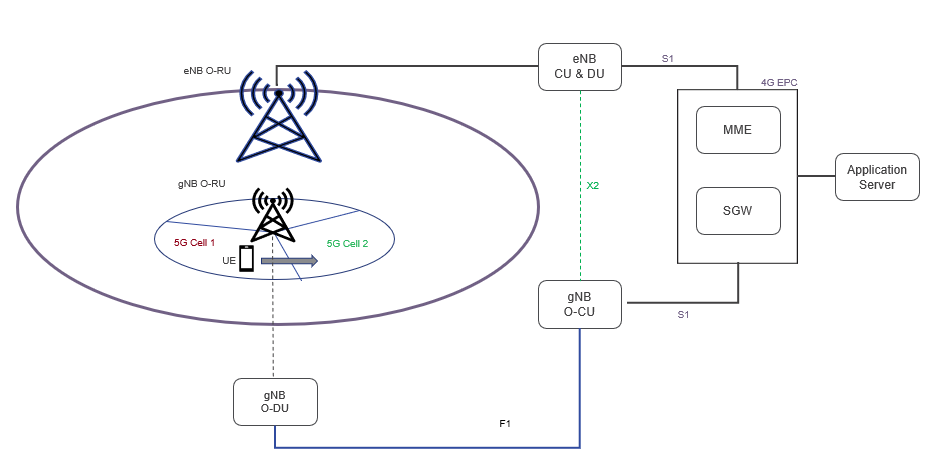 eNB O-RU
eNB
CU & DU
S1
4G EPC
MME
Application
Server
gNB O-RU
X2
SGW
5G Cell 1
5G Cell 2
UE
gNB
O-CU
S1
gNB
O-DU
F1